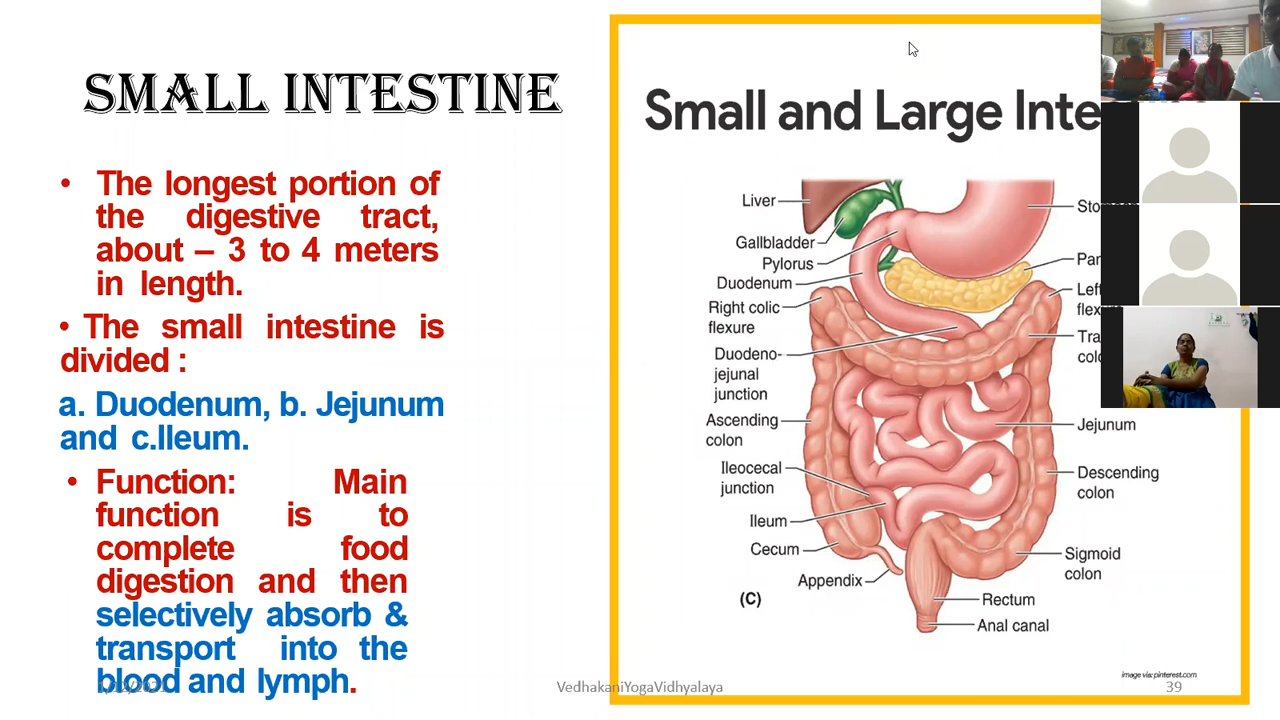 SMALL INTESTINE
• The longest portion of
the digestive tract,
about – 3 to 4 meters
in length.
• The small intestine is
divided :
a. Duodenum, b. Jejunum
and c.Ileum.
• Function: Main
function is to
complete food
digestion and then
selectively absorb &
transport into the
blood and lymph.
Small and Large
Liver
Gallbladder
Pylorus
Duodenum
Right colic
flexure
Duodeno-
jejunal
junction
Ascending
colon
Ileocecal
junction
Ileum
Cecum
Appendix
(C)
Left
Jejunum
Descending
colon
Sigmoid
colon
Rectum
Anal canal
image via: pinterest.com
VedhakaniYogaVidhyalaya
39